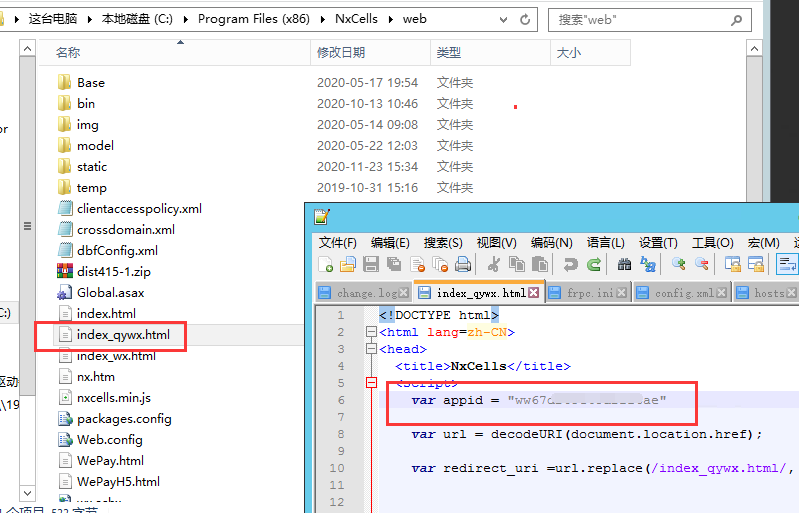 这台电脑 本地磁盘 (C:) Program Files (x86) NxCells web
搜索"web"
名称 修改日期 类型 大小
Base 2020-05-17 19:54 文件夹
bin 2020-10-13 10:46 文件夹
img 2020-05-14 09:08 文件夹
model 2020-05-22 12:03 文件夹
static 2020-11-23 15:34 文件夹
temp 2019-10-31 15:16 文件夹
clientaccesspolicy.xml
crossdomain.xml
dbfConfig.xml
dist415-1.zip
Global.asax
index.html
index_qywx.html
index_wx.html
nx.htm
nxcells.min.js
packages.config
Web.config
WePay.html
WePayH5.html
or
C:)
驱动
\\19
文件(F) 编辑(E) 搜索(S) 视图(V) 编码(N) 语言(L) 设置(T) 工具(O) 宏(M)
change.log index_qywx.html frpc.ini config.xml hosts
1 <!DOCTYPE html>
2 <html lang=zh-CN>
3 <head>
4 <title>NxCells</title>
5 <script>
6 var appid = "ww67d ae"
7
8 var url = decodeURI(document.location.href);
9
10 var redirect_uri =url.replace(/index_qywx.html/,
11
12